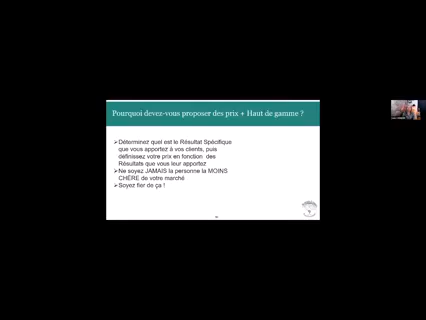 Pourquoi devez-vous proposer des prix + Haut de gamme ?
➢Déterminez quel est le Résultat Spécifique
que vous apportez à vos clients, puis
définissez votre prix en fonction des
Résultats que vous leur apportez
➢Ne soyez JAMAIS la personne la MOINS
CHÈRE de votre marché
➢Soyez fier de ça !